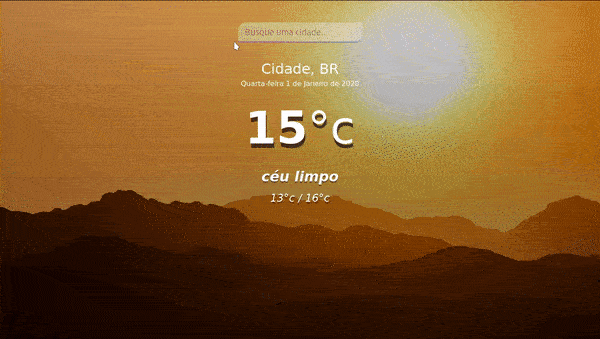 Busque uma cidade...
Cidade, BR
Quarta-feira 1 de Janeiro de 2020
15°c
céu limpo
13°c / 16°c